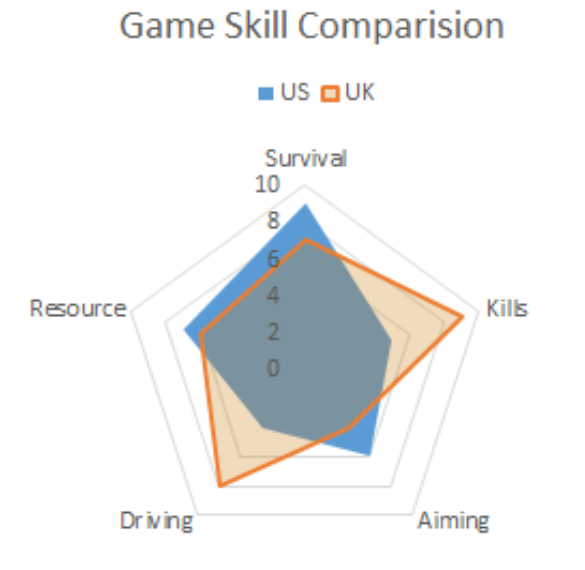 Game Skill Comparision
US UK
Survival
10
8
6
4
2
0
Resource
Kills
Driving
Aiming